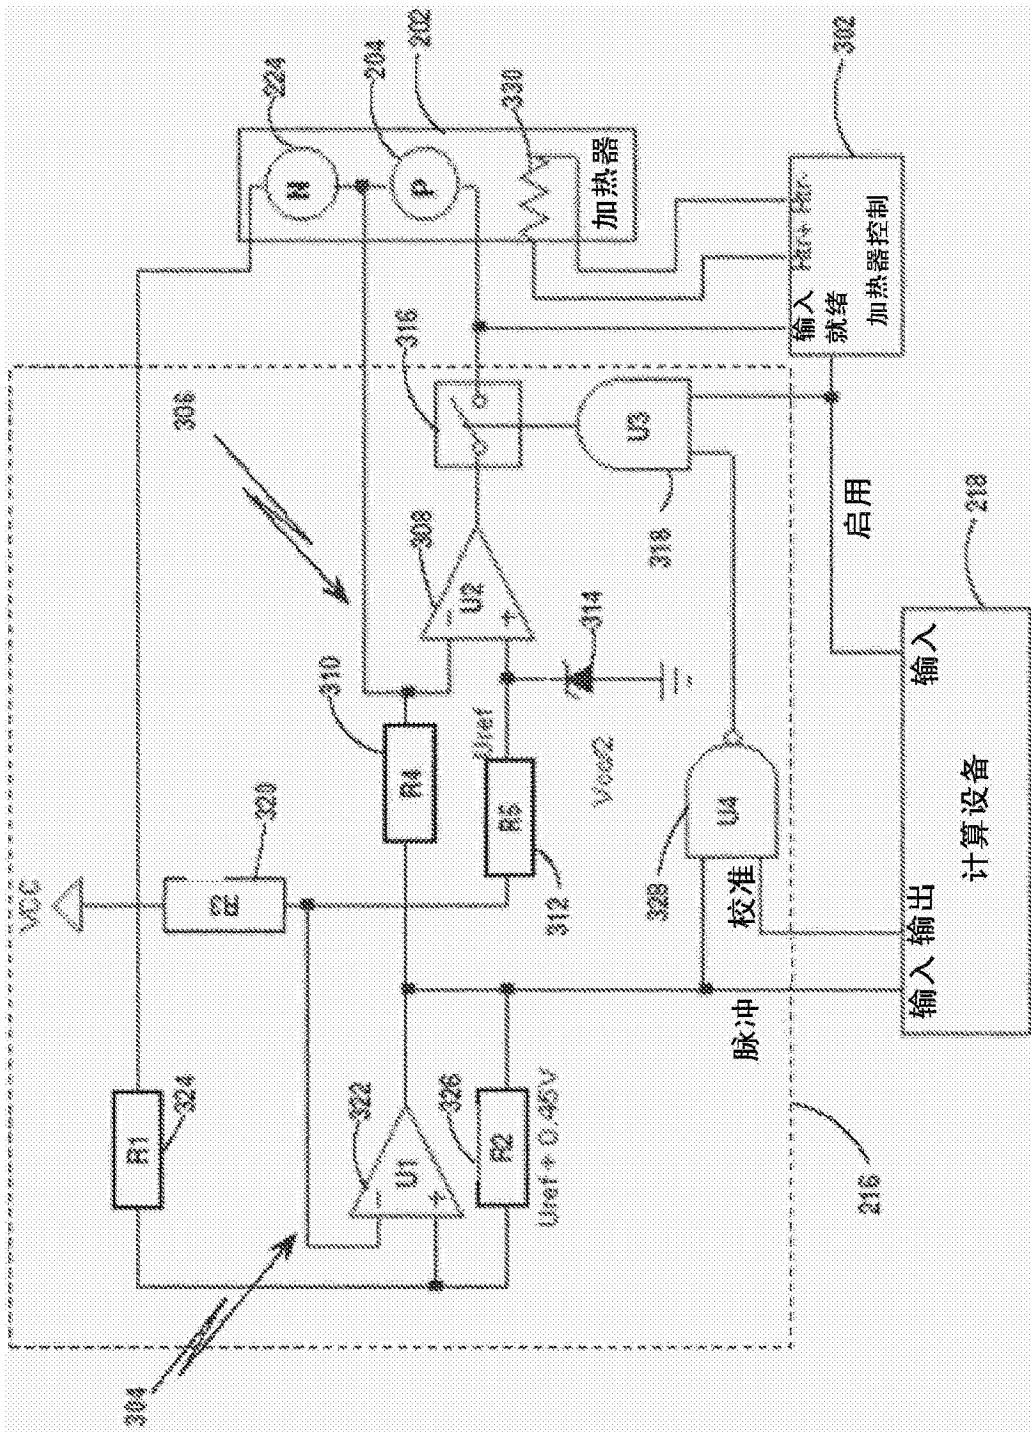 304
306
224
204
202
330
302
N
P
加热器
316
Htr+
Htr-
输入
就绪
加热器控制
VCC
320
R1
324
R4
310
308
U2
−
+
U3
318
启用
218
314
Uref
R5
312
Vref2
U4
328
校准
322
U1
−
+
326
R2
Uref + 0.45V
脉冲
216
输入
输出
输入
计算设备